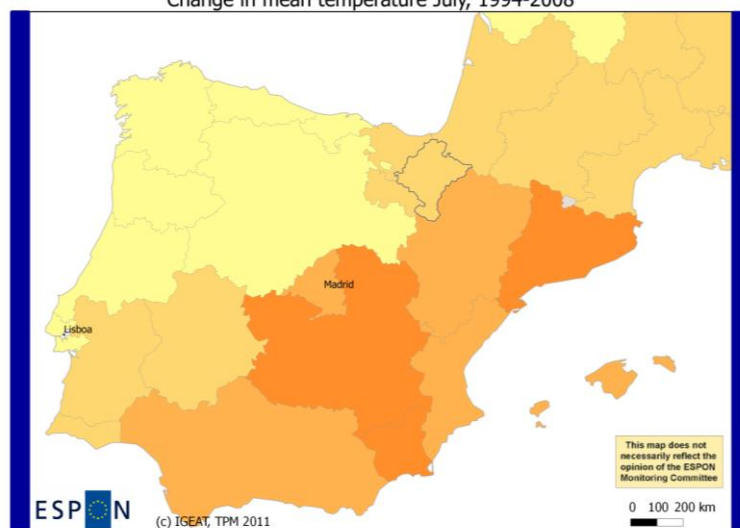 Change in mean temperature July, 1994-2008
Madrid
Lisboa
This map does not
necessarily reflect the
opinion of the ESPON
Monitoring Committee
ESPON
(c) IGEAT, TPM 2011
0 100 200 km